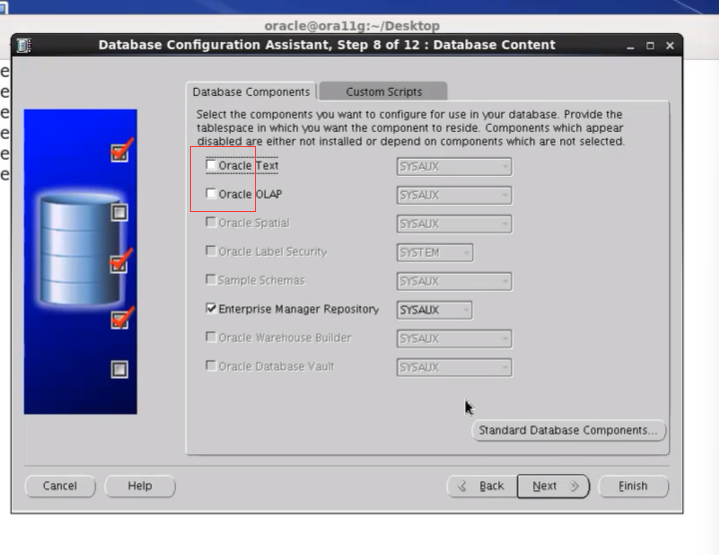 oracle@ora11g:~/Desktop
Database Configuration Assistant, Step 8 of 12 : Database Content
Database Components
Custom Scripts
Select the components you want to configure for use in your database. Provide the
tablespace in which you want the component to reside. Components which appear
disabled are either not installed or depend on components which are not selected.
Oracle Text
SYSAUX
Oracle OLAP
SYSAUX
Oracle Spatial
SYSAUX
Oracle Label Security
SYSTEM
Sample Schemas
SYSAUX
Enterprise Manager Repository
SYSAUX
Oracle Warehouse Builder
SYSAUX
Oracle Database Vault
SYSAUX
Standard Database Components...
Cancel
Help
Back
Next
Finish
e
e
e
e
e
e